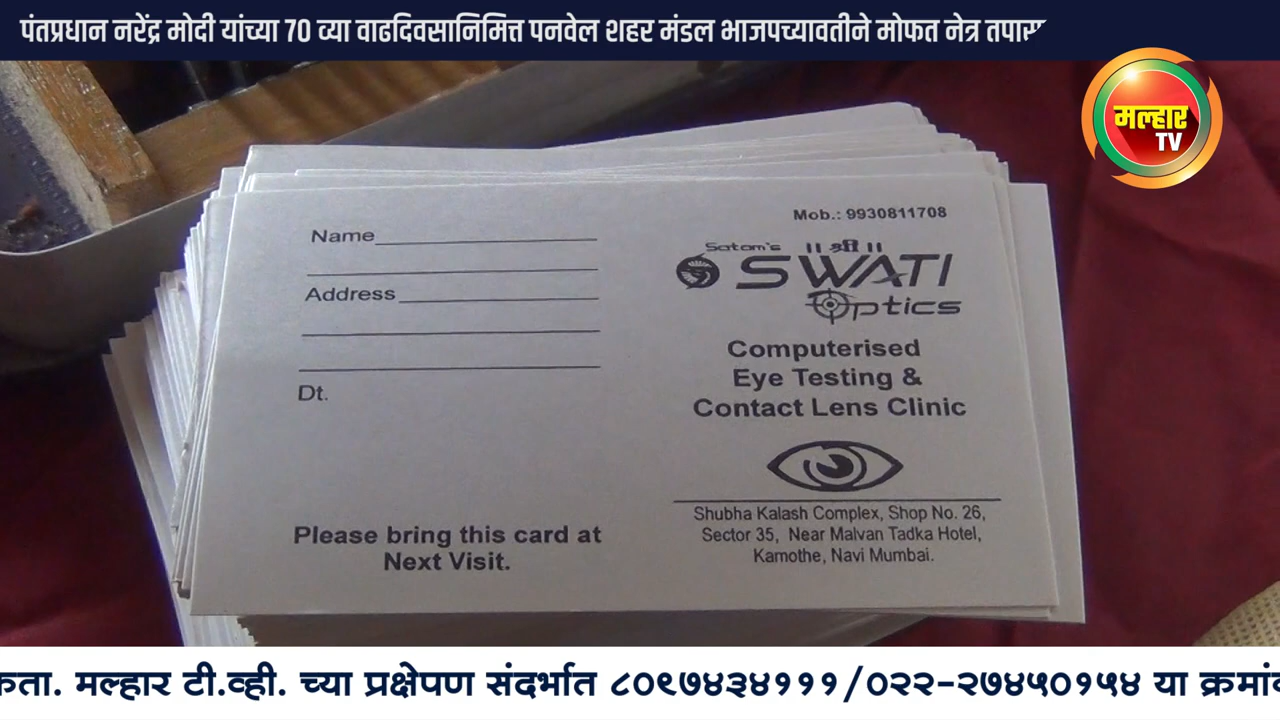 पंतप्रधान नरेंद्र मोदी यांच्या 70 व्या वाढदिवसानिमित्त पनवेल शहर मंडल भाजपच्यावतीने मोफत नेत्र
मल्हार
TV
Name
Address
Dt.
Please bring this card at
Next Visit.
Mob.: 9930811708
Satam's ॥ श्री ॥
SWATI
Optics
Computerised
Eye Testing &
Contact Lens Clinic
Shubha Kalash Complex, Shop No. 26,
Sector 35, Near Malvan Tadka Hotel,
Kamothe, Navi Mumbai.
मल्हार टी.व्ही. च्या प्रक्षेपण संदर्भात ८०९७४३४१११/०२२-२७४५०१५४ या